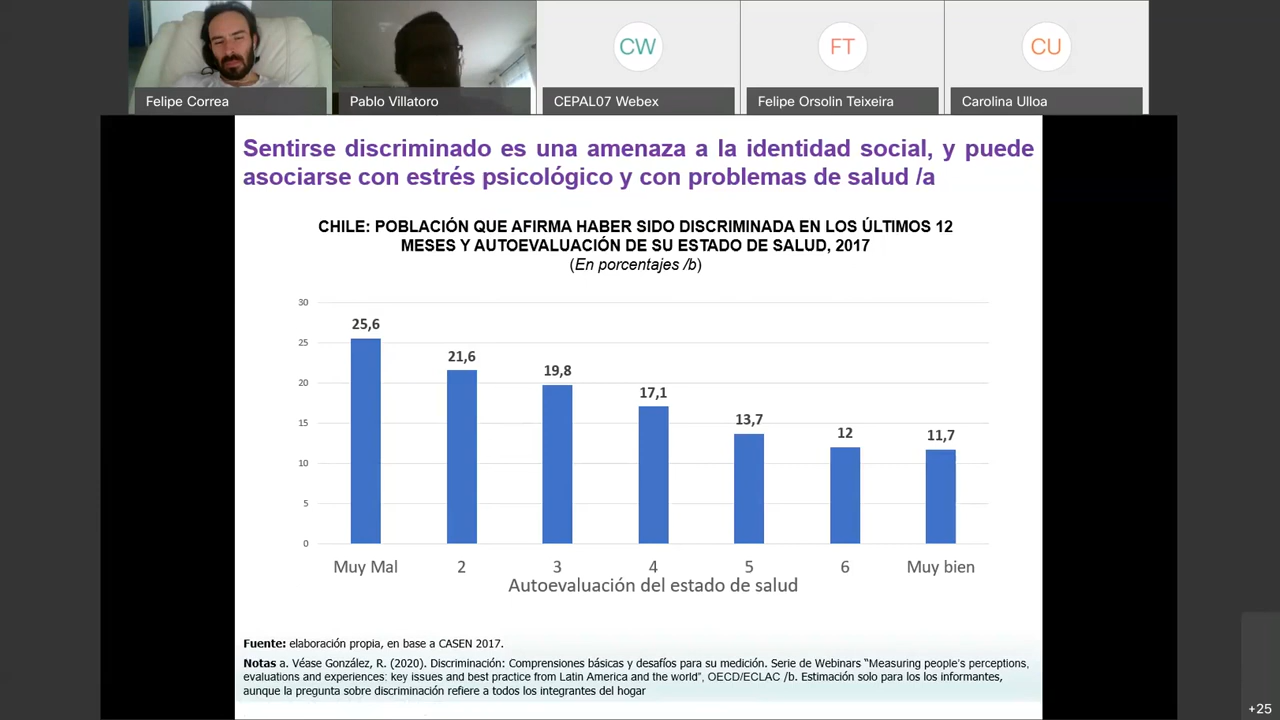 CW
FT
CU
Felipe Correa
Pablo Villatoro
CEPAL07 Webex
Felipe Orsolin Teixeira
Carolina Ulloa
Sentirse discriminado es una amenaza a la identidad social, y puede
asociarse con estrés psicológico y con problemas de salud /a
CHILE: POBLACIÓN QUE AFIRMA HABER SIDO DISCRIMINADA EN LOS ÚLTIMOS 12
MESES Y AUTOEVALUACIÓN DE SU ESTADO DE SALUD, 2017
(En porcentajes /b)
30
25
20
15
10
5
0
25,6
21,6
19,8
17,1
13,7
12
11,7
Muy Mal
2
3
4
5
6
Muy bien
Autoevaluación del estado de salud
Fuente: elaboración propia, en base a CASEN 2017.
Notas a. Véase González, R. (2020). Discriminación: Comprensiones básicas y desafíos para su medición. Serie de Webinars "Measuring people's perceptions,
evaluations and experiences: key issues and best practice from Latin America and the world", OECD/ECLAC /b. Estimación solo para los los informantes,
aunque la pregunta sobre discriminación refiere a todos los integrantes del hogar
+25